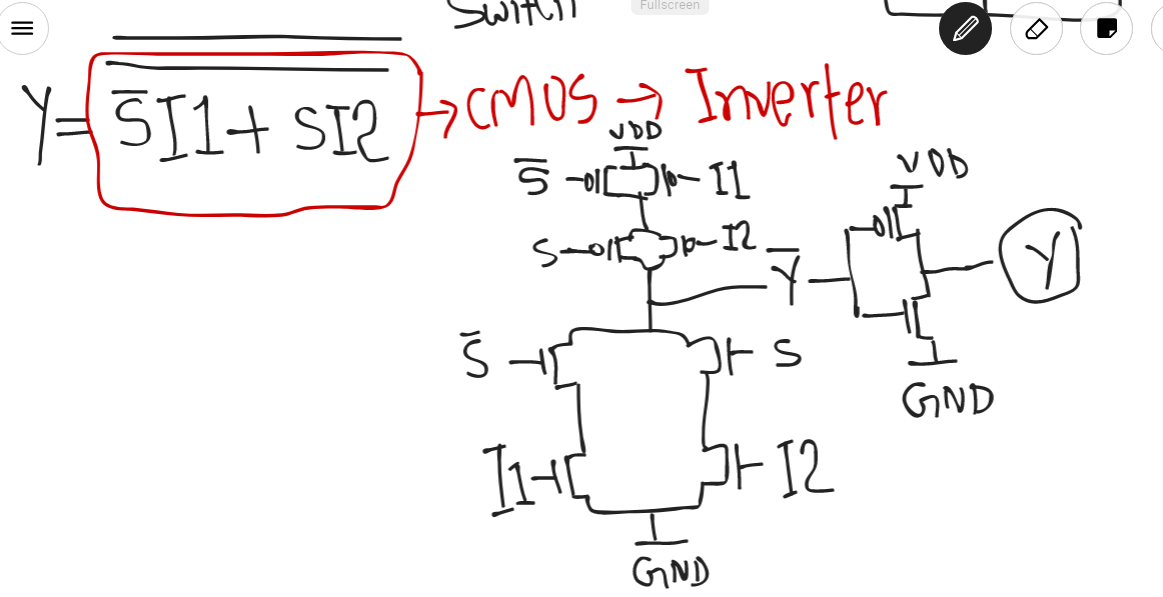 Switch
Fullscreen
Y = S̅I1 + SI2 → CMOS → Inverter
VDD
S̅ I1
VDD
S I2
Y̅ Y
S̅ S
GND
I1 I2
GND